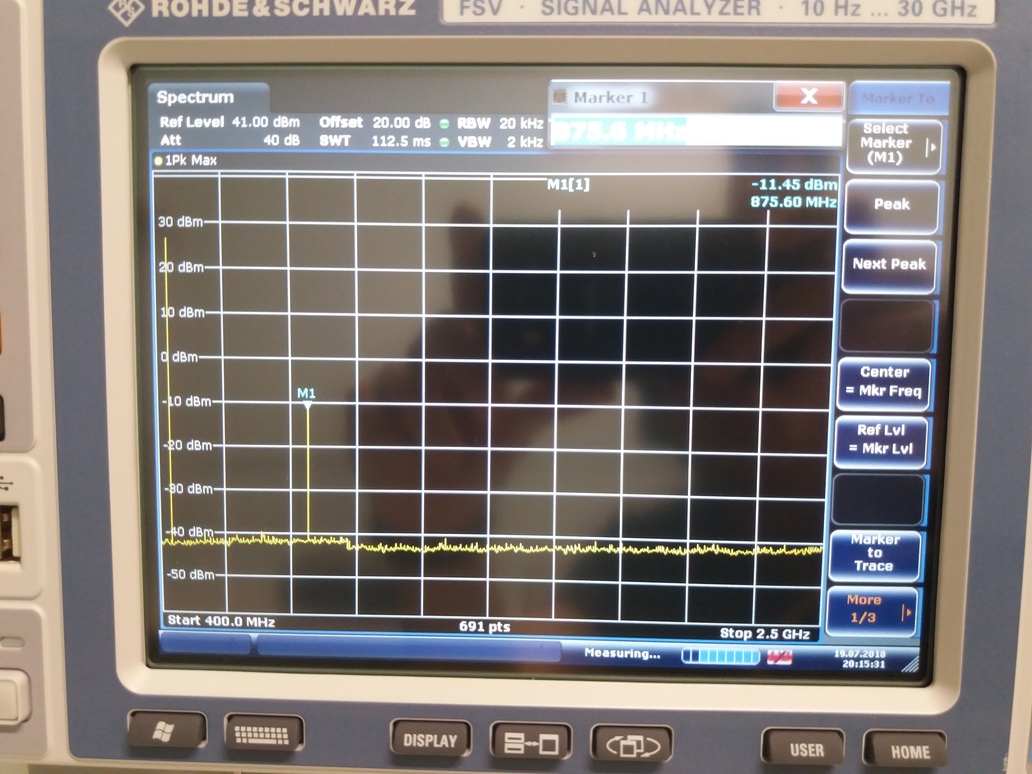 ROHDE&SCHWARZ
FSV · SIGNAL ANALYZER · 10 Hz ... 30 GHz
Spectrum
Marker 1
X
Marker To
Ref Level 41.00 dBm Offset 20.00 dB RBW 20 kHz
Att 40 dB SWT 112.5 ms VBW 2 kHz
875.6 MHz
Select
Marker
(M1)
1Pk Max
M1[1] -11.45 dBm
875.60 MHz
Peak
30 dBm
Next Peak
20 dBm
10 dBm
0 dBm
Center
= Mkr Freq
M1
-10 dBm
Ref Lvl
= Mkr Lvl
-20 dBm
-30 dBm
-40 dBm
Marker
to
Trace
-50 dBm
More
1/3
Start 400.0 MHz 691 pts Stop 2.5 GHz
Measuring...
19.07.2018
20:15:31
DISPLAY
USER
HOME